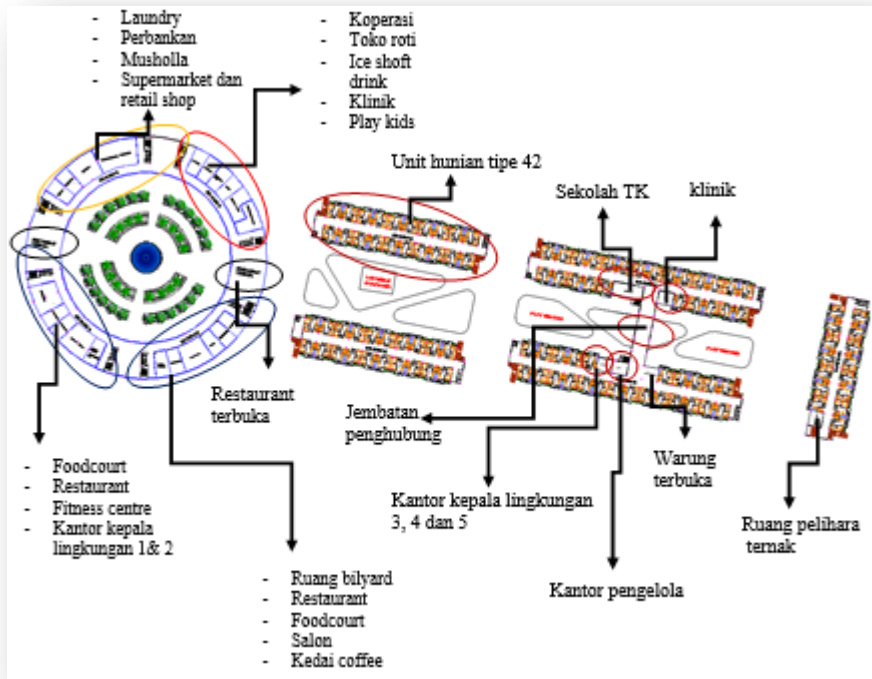 - Laundry
- Perbankan
- Musholla
- Supermarket dan
retail shop
- Koperasi
- Toko roti
- Ice shoft
drink
- Klinik
- Play kids
Unit hunian tipe 42
Sekolah TK
klinik
Restaurant
terbuka
Jembatan
penghubung
Warung
terbuka
Kantor kepala lingkungan
3, 4 dan 5
Ruang pelihara
ternak
Kantor pengelola
- Foodcourt
- Restaurant
- Fitness centre
- Kantor kepala
lingkungan 1& 2
- Ruang bilyard
- Restaurant
- Foodcourt
- Salon
- Kedai coffee